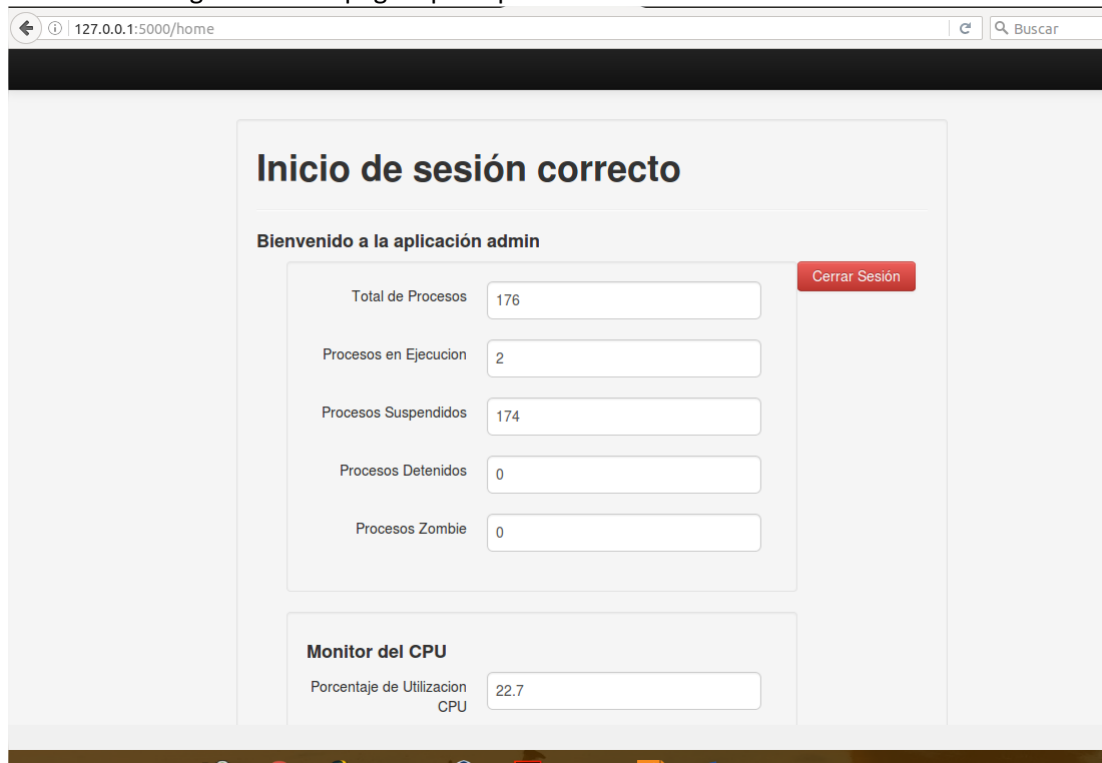 127.0.0.1:5000/home
Buscar
Inicio de sesión correcto
Bienvenido a la aplicación admin
Cerrar Sesión
Total de Procesos 176
Procesos en Ejecucion 2
Procesos Suspendidos 174
Procesos Detenidos 0
Procesos Zombie 0
Monitor del CPU
Porcentaje de Utilizacion 22.7
CPU